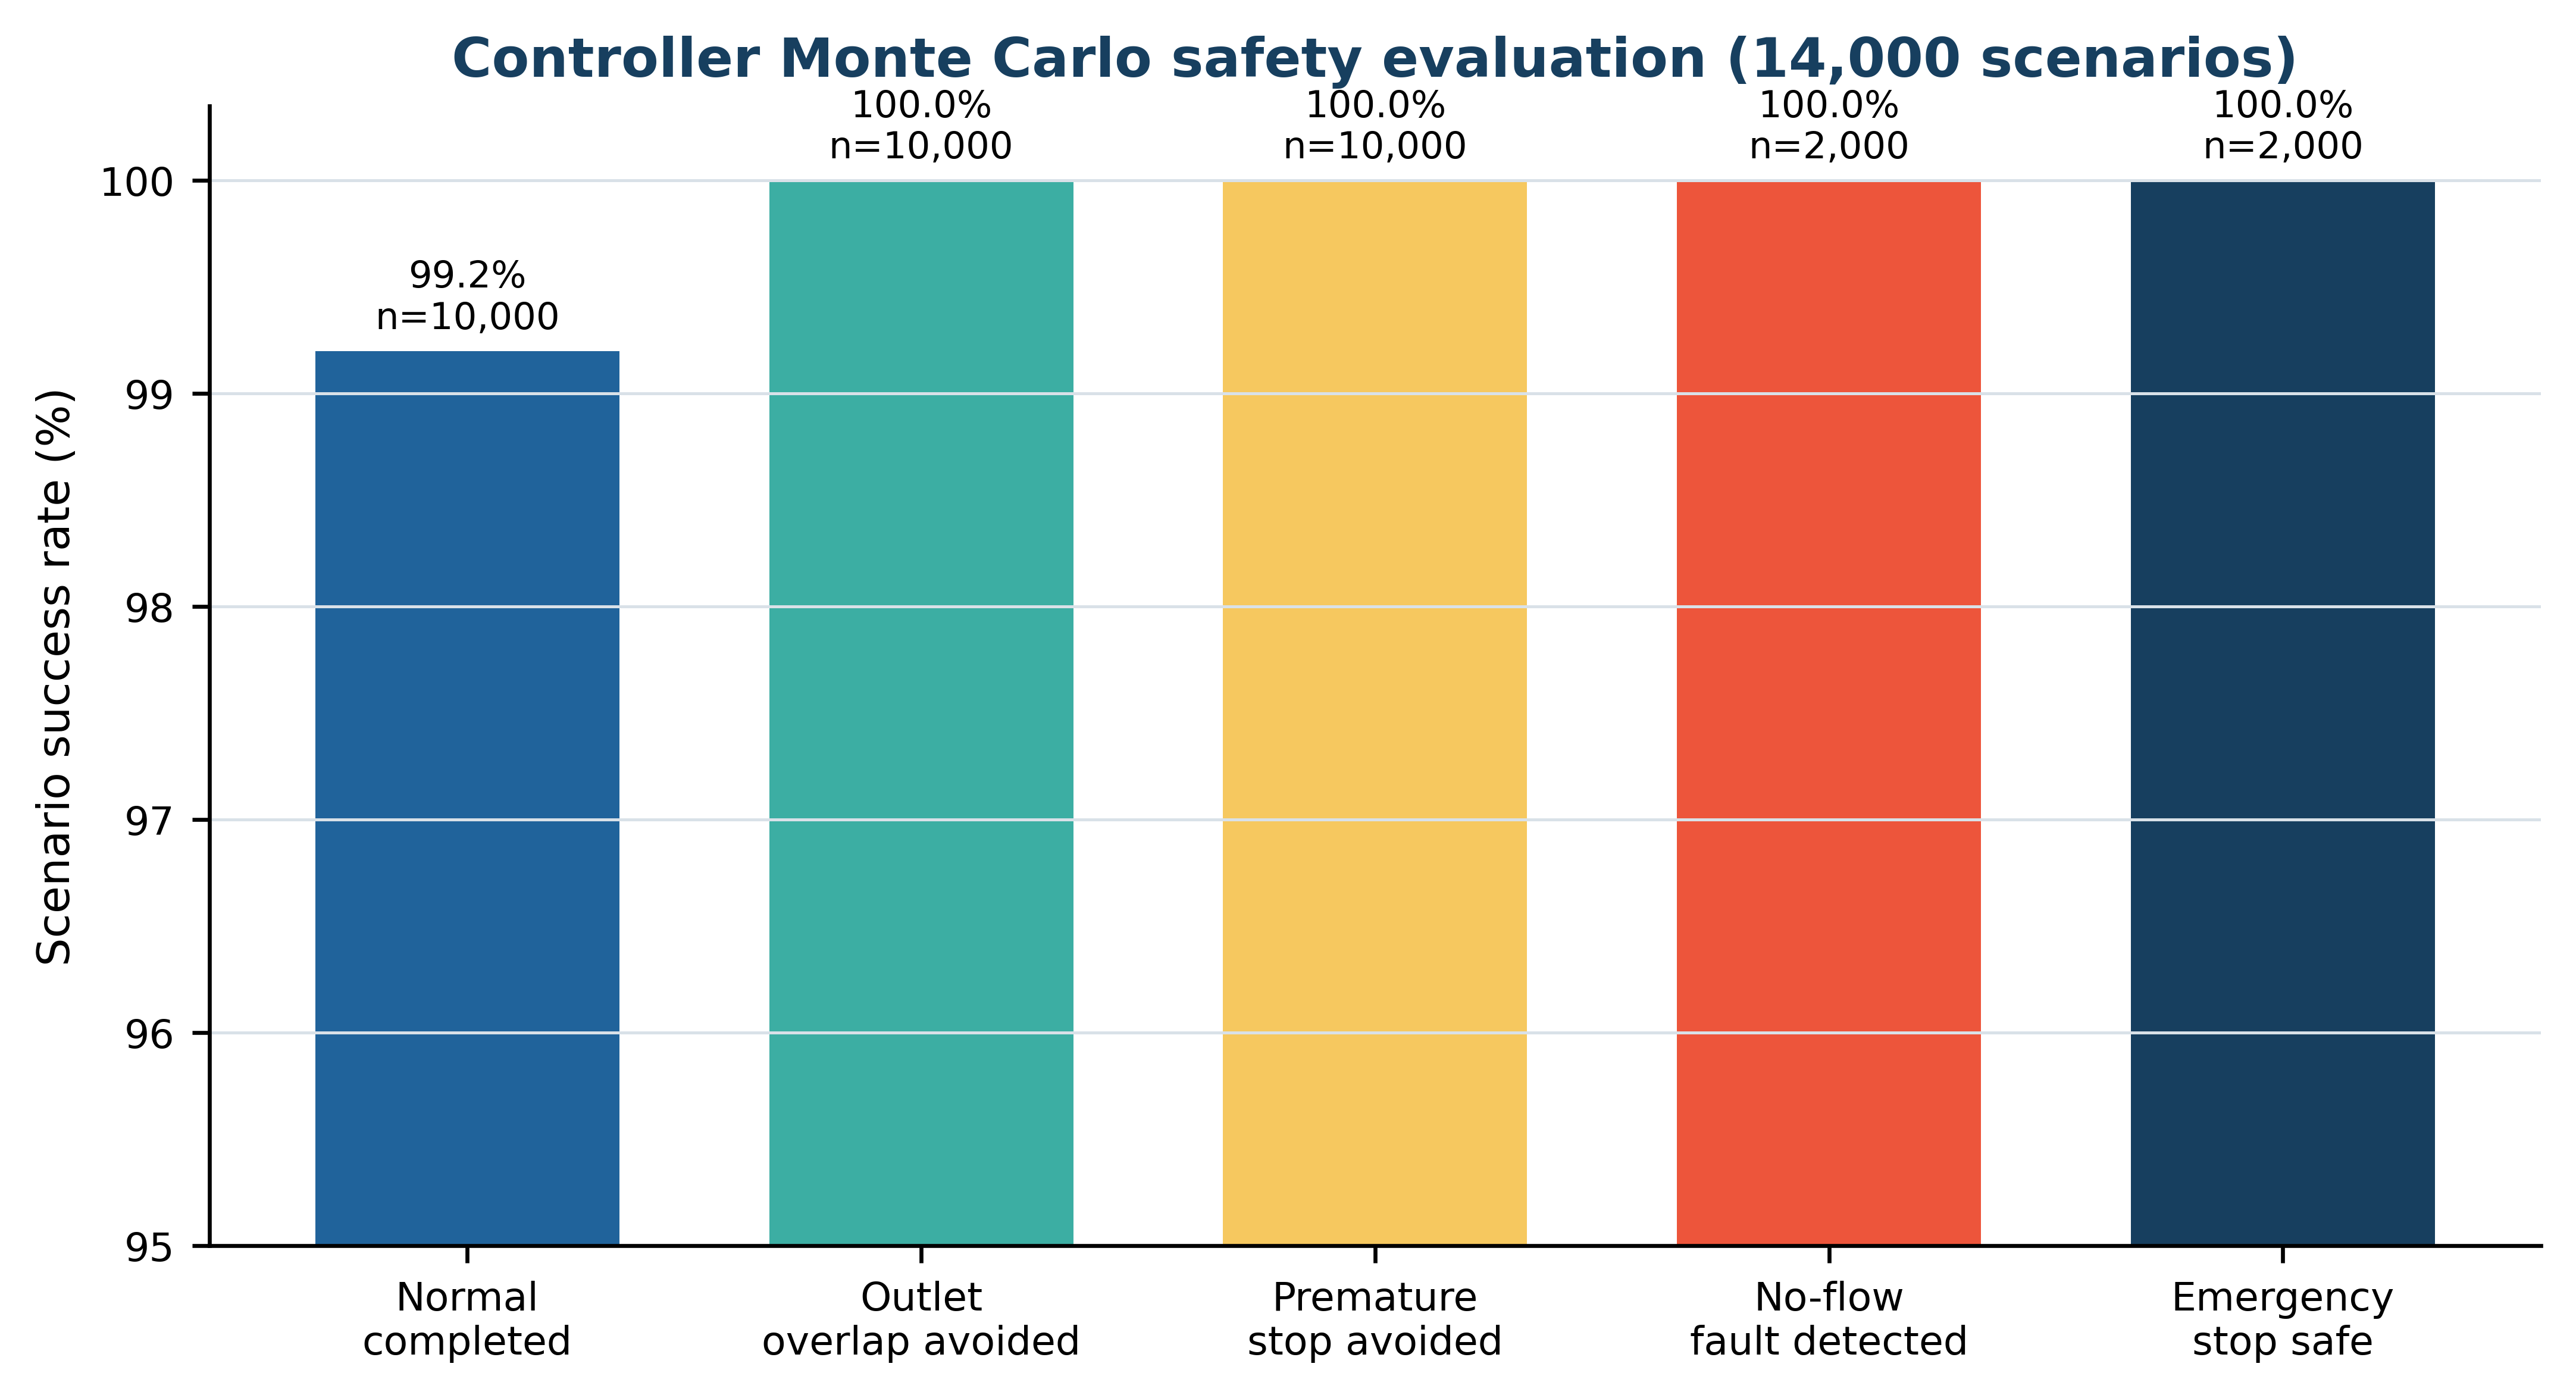 Controller Monte Carlo safety evaluation (14,000 scenarios)
100.0%
n=10,000
100.0%
n=10,000
100.0%
n=2,000
100.0%
n=2,000
99.2%
n=10,000
Scenario success rate (%)
100
99
98
97
96
95
Normal
completed
Outlet
overlap avoided
Premature
stop avoided
No-flow
fault detected
Emergency
stop safe